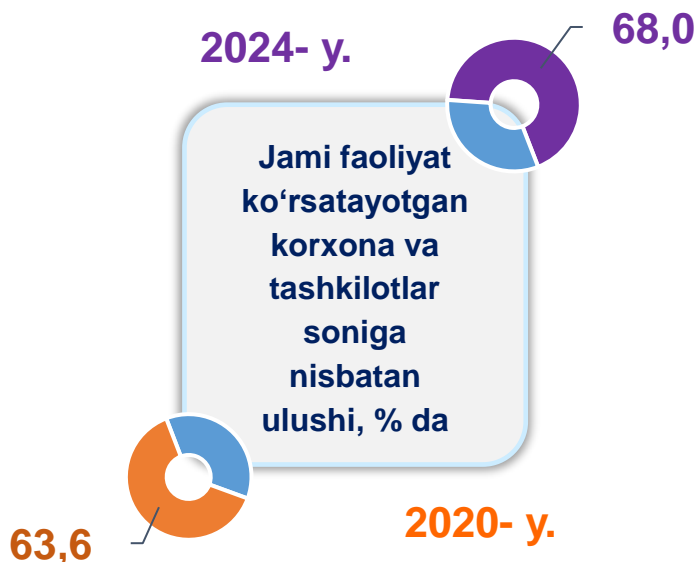 2024- y.
68,0
Jami faoliyat
ko‘rsatayotgan
korxona va
tashkilotlar
soniga
nisbatan
ulushi, % da
2020- y.
63,6